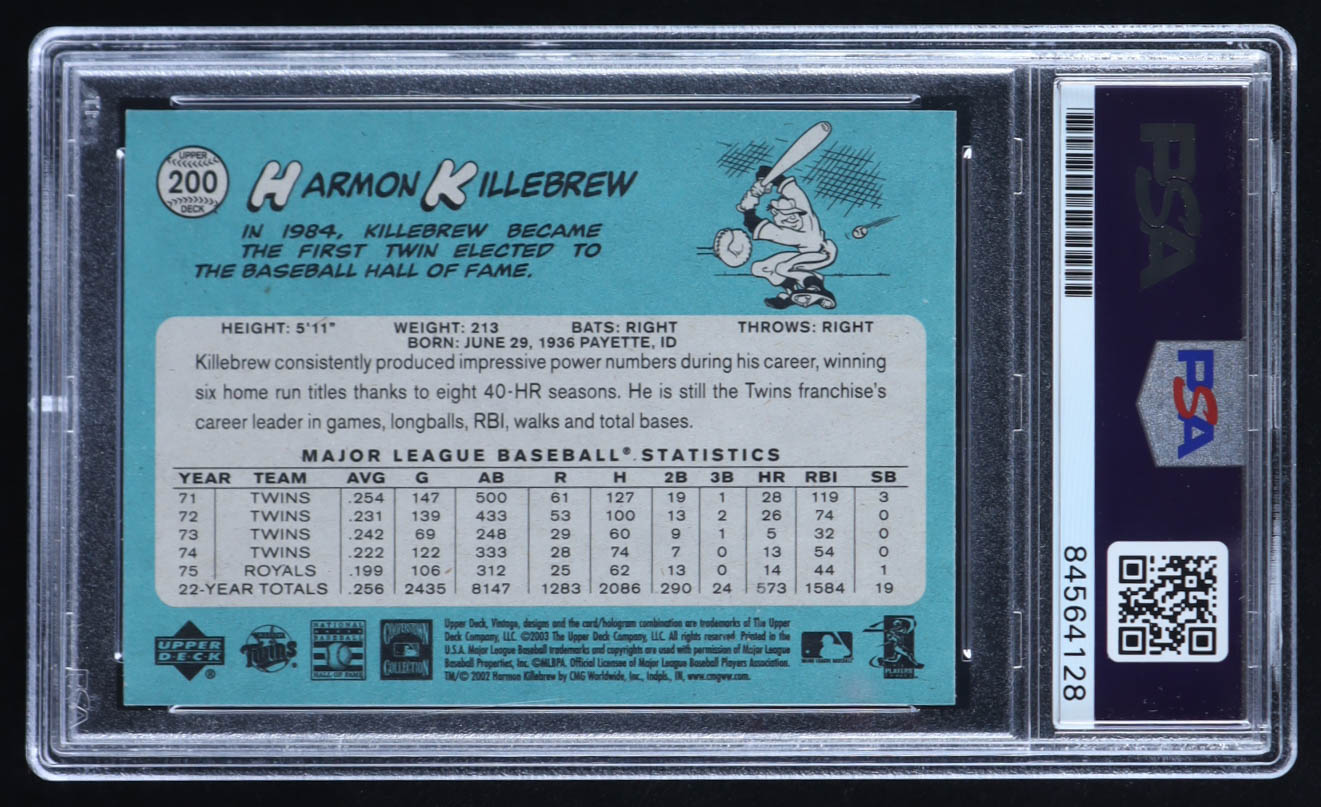 UPPER
200
DECK
HARMON KILLEBREW
IN 1984, KILLEBREW BECAME
THE FIRST TWIN ELECTED TO
THE BASEBALL HALL OF FAME.
HEIGHT: 5'11" WEIGHT: 213 BATS: RIGHT THROWS: RIGHT
BORN: JUNE 29, 1936 PAYETTE, ID
Killebrew consistently produced impressive power numbers during his career, winning
six home run titles thanks to eight 40-HR seasons. He is still the Twins franchise's
career leader in games, longballs, RBI, walks and total bases.
MAJOR LEAGUE BASEBALL® STATISTICS
YEAR TEAM AVG G AB R H 2B 3B HR RBI SB
71 TWINS .254 147 500 61 127 19 1 28 119 3
72 TWINS .231 139 433 53 100 13 2 26 74 0
73 TWINS .242 69 248 29 60 9 1 5 32 0
74 TWINS .222 122 333 28 74 7 0 13 54 0
75 ROYALS .199 106 312 25 62 13 0 14 44 1
22-YEAR TOTALS .256 2435 8147 1283 2086 290 24 573 1584 19
UPPER
DECK®
Twins
NATIONAL
BASEBALL
HALL OF FAME
COOPERSTOWN
COLLECTION
Upper Deck, Vintage, designs and the card/hologram combination are trademarks of The Upper
Deck Company, LLC. ©2003 The Upper Deck Company, LLC. All rights reserved. Printed in the
U.S.A. Major League Baseball trademarks and copyrights are used with permission of Major League
Baseball Properties, Inc. ©MLBPA. Official Licensee of Major League Baseball Players Association.
TM/© 2002 Harmon Killebrew by CMG Worldwide, Inc., Indpls, IN, www.cmgww.com.
MAJOR LEAGUE BASEBALL
PLAYERS
PSA
PSA
84564128